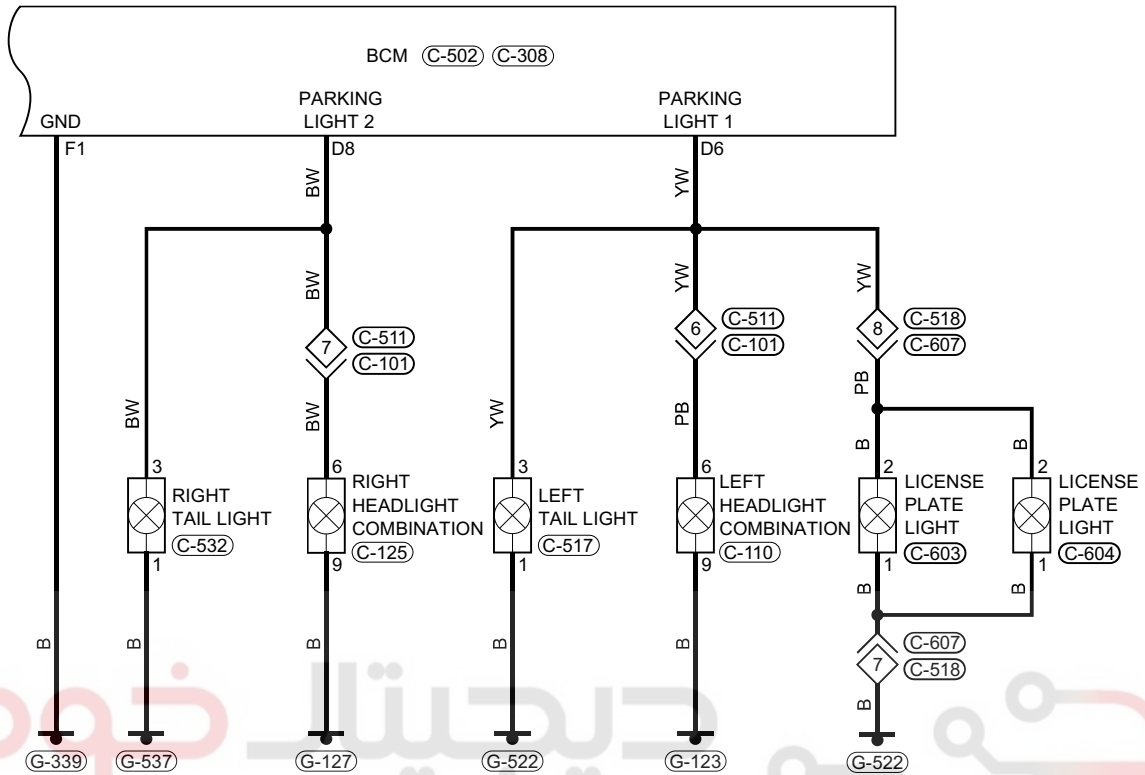 BCM C-502 C-308
PARKING
LIGHT 2
PARKING
LIGHT 1
GND
F1
D8
D6
BW
YW
BW
YW
YW
7
C-511
C-101
6
C-511
C-101
8
C-518
C-607
BW
BW
YW
PB
PB
B
B
3
RIGHT
TAIL LIGHT
C-532
1
6
RIGHT
HEADLIGHT
COMBINATION
C-125
9
3
LEFT
TAIL LIGHT
C-517
1
6
LEFT
HEADLIGHT
COMBINATION
C-110
9
2
LICENSE
PLATE
LIGHT
C-603
1
2
LICENSE
PLATE
LIGHT
C-604
1
B
B
B
B
B
B
B
7
C-607
C-518
B
G-339
G-537
G-127
G-522
G-123
G-522
دیجیتال خودرو